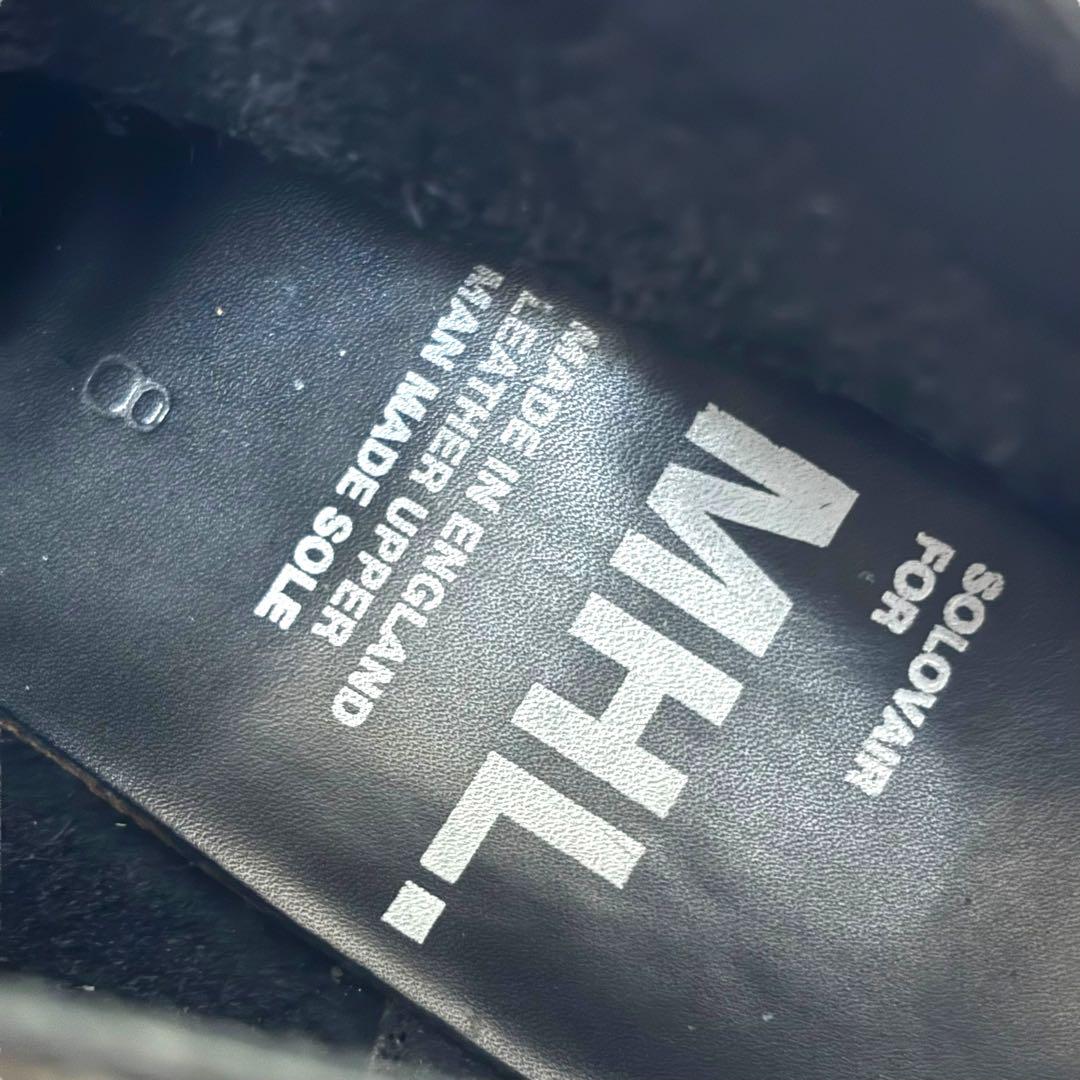 SOLOVAIR
FOR
MHL.
MADE IN ENGLAND
LEATHER UPPER
MAN MADE SOLE
8